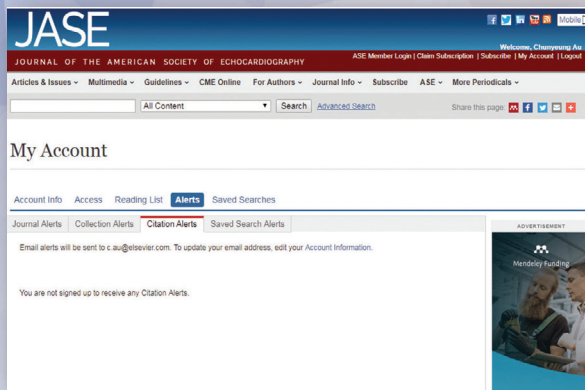 JASE
Mobile
Welcome, Chunyeung Au
JOURNAL OF THE AMERICAN SOCIETY OF ECHOCARDIOGRAPHY
ASE Member Login | Claim Subscription | Subscribe | My Account | Logout
Articles & Issues Multimedia Guidelines CME Online For Authors Journal Info Subscribe ASE More Periodicals
All Content Search Advanced Search Share this page:
My Account
Account Info Access Reading List Alerts Saved Searches
Journal Alerts Collection Alerts Citation Alerts Saved Search Alerts
ADVERTISEMENT
Email alerts will be sent to c.au@elsevier.com. To update your email address, edit your Account Information.
Mendeley Funding
You are not signed up to receive any Citation Alerts.